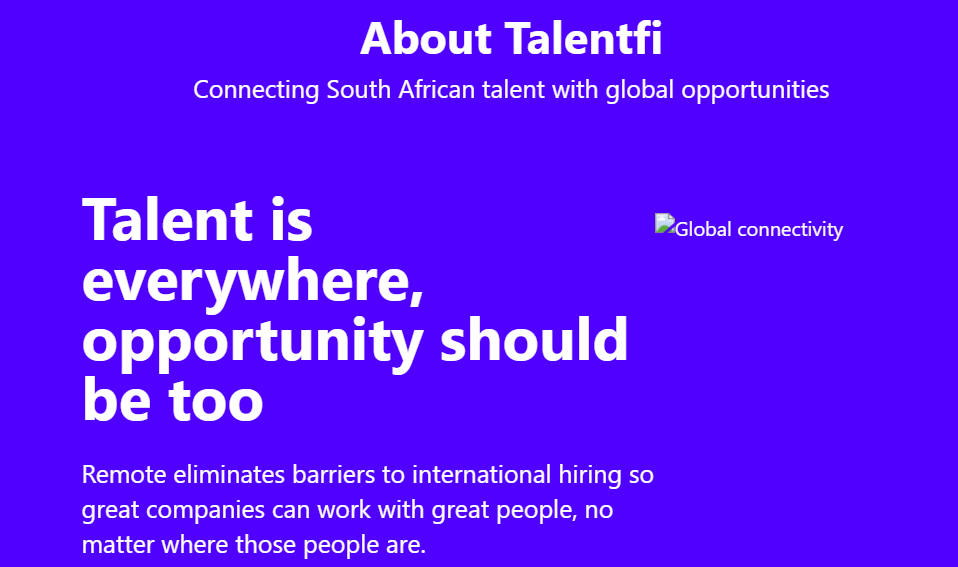 About Talentfi
Connecting South African talent with global opportunities
Talent is
everywhere,
opportunity should
be too
Global connectivity
Remote eliminates barriers to international hiring so
great companies can work with great people, no
matter where those people are.